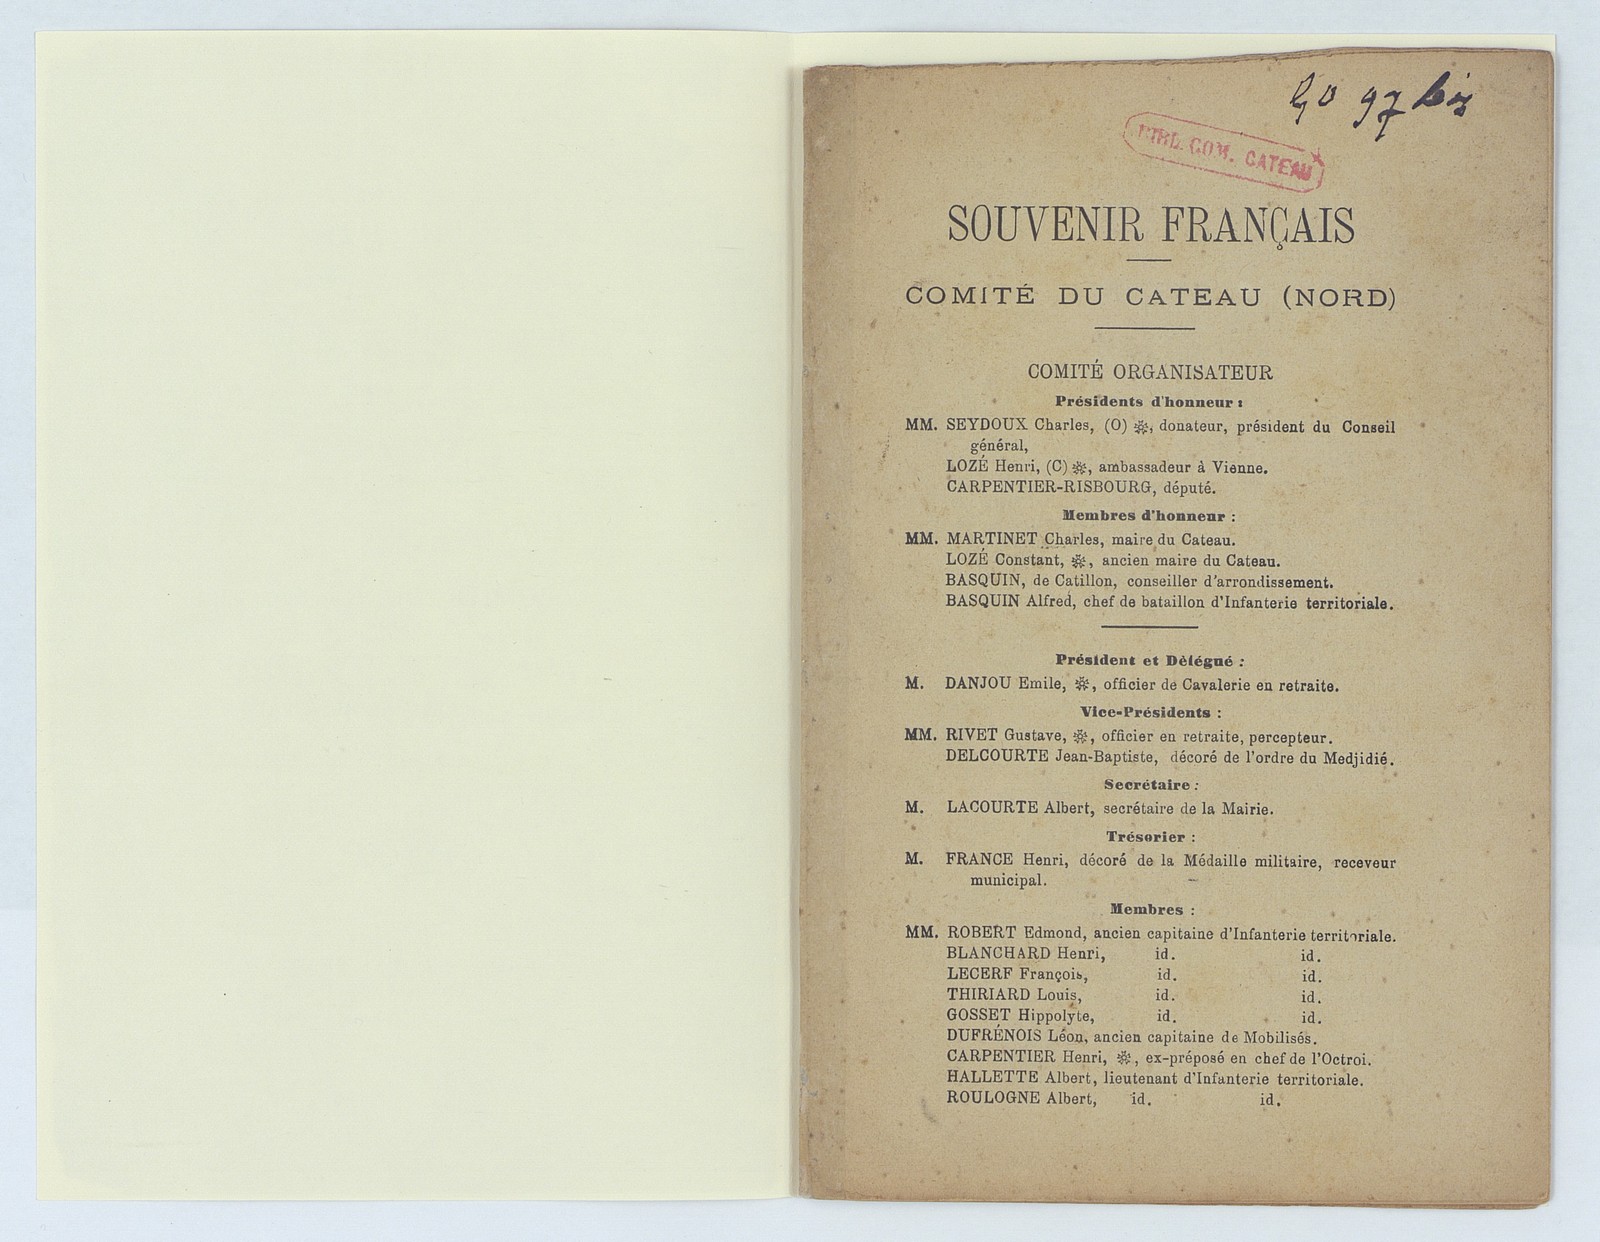 97 bis
BIBL. COM. CATEAU
SOUVENIR FRANÇAIS
COMITÉ DU CATEAU (NORD)
COMITÉ ORGANISATEUR
Présidents d'honneur :
MM. SEYDOUX Charles, (O) ❋, donateur, président du Conseil
général,
LOZÉ Henri, (C) ❋, ambassadeur à Vienne.
CARPENTIER-RISBOURG, député.
Membres d'honneur :
MM. MARTINET Charles, maire du Cateau.
LOZÉ Constant, ❋, ancien maire du Cateau.
BASQUIN, de Catillon, conseiller d'arrondissement.
BASQUIN Alfred, chef de bataillon d'Infanterie territoriale.
Président et Dèlégué :
M. DANJOU Emile, ❋, officier de Cavalerie en retraite.
Vice-Présidents :
MM. RIVET Gustave, ❋, officier en retraite, percepteur.
DELCOURTE Jean-Baptiste, décoré de l'ordre du Medjidié.
Secrétaire :
M. LACOURTE Albert, secrétaire de la Mairie.
Trésorier :
M. FRANCE Henri, décoré de la Médaille militaire, receveur
municipal.
Membres :
MM. ROBERT Edmond, ancien capitaine d'Infanterie territoriale.
BLANCHARD Henri, id. id.
LECERF François, id. id.
THIRIARD Louis, id. id.
GOSSET Hippolyte, id. id.
DUFRÉNOIS Léon, ancien capitaine de Mobilisés.
CARPENTIER Henri, ❋, ex-préposé en chef de l'Octroi.
HALLETTE Albert, lieutenant d'Infanterie territoriale.
ROULOGNE Albert, id. id.